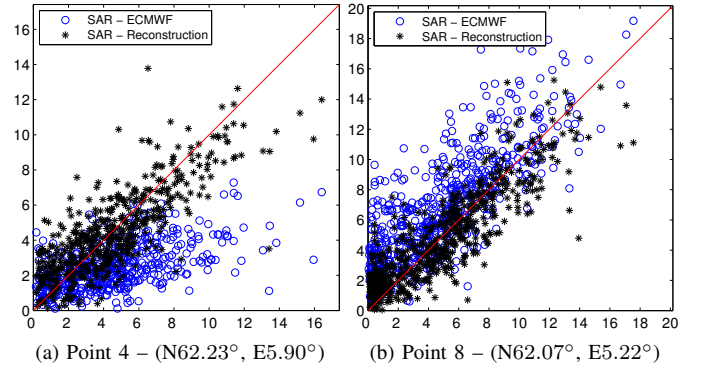 SAR – ECMWF
SAR – Reconstruction
16
14
12
10
8
6
4
2
0
0 2 4 6 8 10 12 14 16
(a) Point 4 – (N62.23°, E5.90°)
SAR – ECMWF
SAR – Reconstruction
20
18
16
14
12
10
8
6
4
2
0
0 2 4 6 8 10 12 14 16 18 20
(b) Point 8 – (N62.07°, E5.22°)